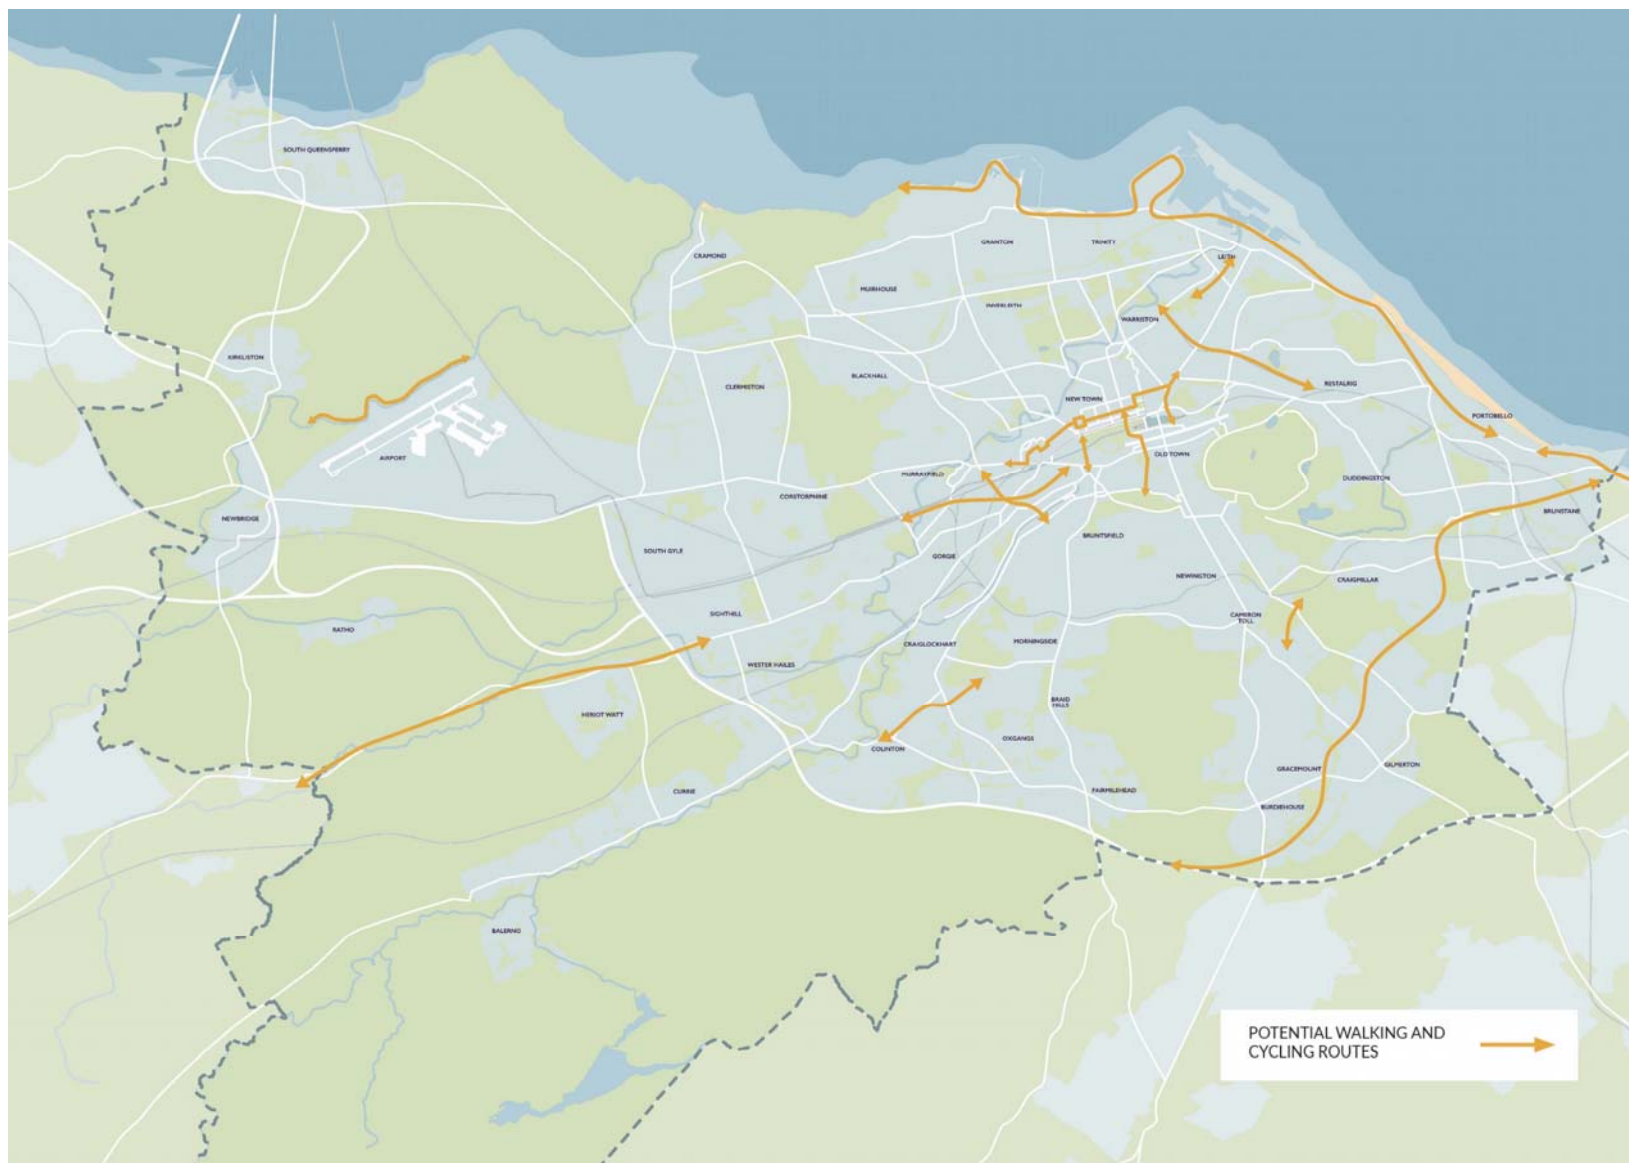 SOUTH QUEENSFERRY
GRANTON
TRINITY
CRAMOND
LEITH
MUIRHOUSE
INVERLEITH
WARRISTON
KIRKLISTON
BLACKHALL
RESTALRIG
CLERMISTON
NEW TOWN
PORTOBELLO
AIRPORT
OLD TOWN
MURRAYFIELD
DUDDINGSTON
CORSTORPHINE
NEWBRIDGE
BRUNSTANE
BRUNTSFIELD
SOUTH GYLE
GORGIE
NEWINGTON
CRAIGMILLAR
SIGHTHILL
CAMERON
TOLL
RATHO
CRAIGLOCKHART
MORNINGSIDE
WESTER HAILES
BRAID
HILLS
HERIOT WATT
OXGANGS
COLINTON
GRACEMOUNT
GILMERTON
CURRIE
FAIRMILEHEAD
BURDIEHOUSE
BALERNO
POTENTIAL WALKING AND
CYCLING ROUTES